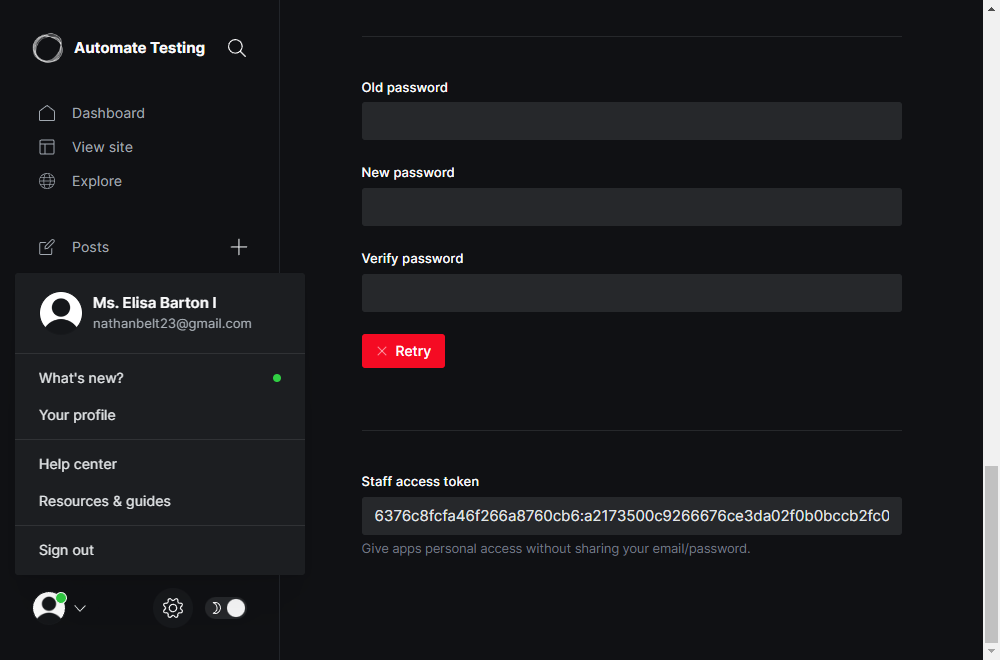 Automate Testing
Dashboard
View site
Explore
Posts
Ms. Elisa Barton I
nathanbelt23@gmail.com
What's new?
Your profile
Help center
Resources & guides
Sign out
Old password
New password
Verify password
Retry
Staff access token
6376c8fcfa46f266a8760cb6:a2173500c9266676ce3da02f0b0bccb2fc0
Give apps personal access without sharing your email/password.